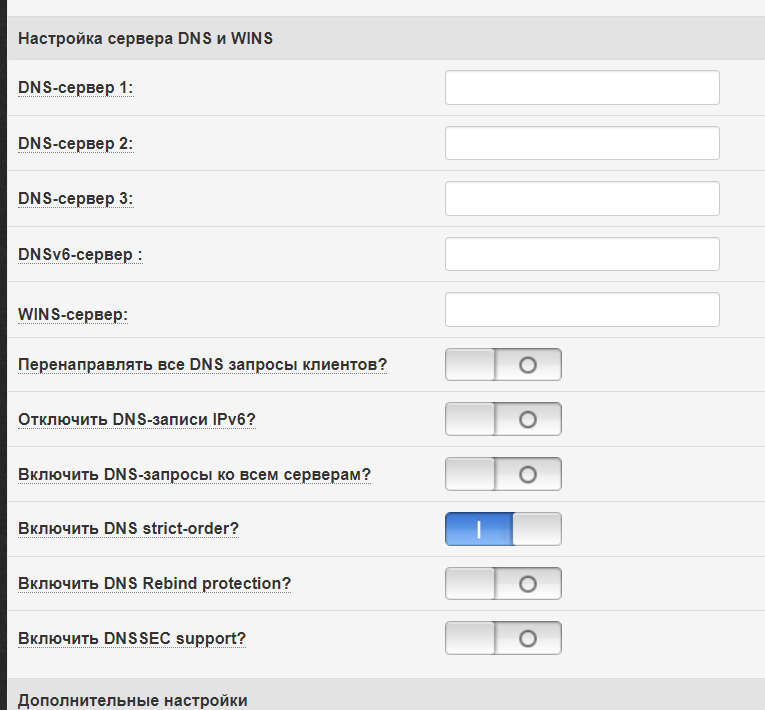 Настройка сервера DNS и WINS
DNS-сервер 1:
DNS-сервер 2:
DNS-сервер 3:
DNSv6-сервер :
WINS-сервер:
Перенаправлять все DNS запросы клиентов?
Отключить DNS-записи IPv6?
Включить DNS-запросы ко всем серверам?
Включить DNS strict-order?
Включить DNS Rebind protection?
Включить DNSSEC support?
Дополнительные настройки